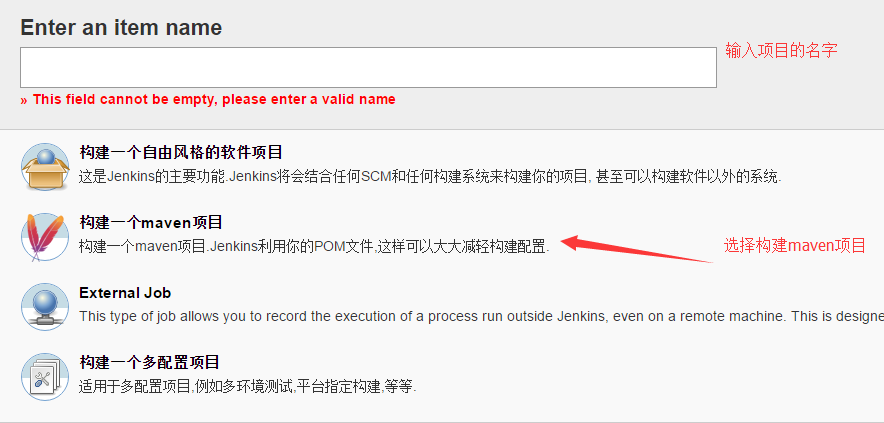 Enter an item name
输入项目的名字
» This field cannot be empty, please enter a valid name
构建一个自由风格的软件项目
这是Jenkins的主要功能.Jenkins将会结合任何SCM和任何构建系统来构建你的项目, 甚至可以构建软件以外的系统.
构建一个maven项目
构建一个maven项目.Jenkins利用你的POM文件,这样可以大大减轻构建配置.
选择构建maven项目
External Job
This type of job allows you to record the execution of a process run outside Jenkins, even on a remote machine. This is designe
构建一个多配置项目
适用于多配置项目,例如多环境测试,平台指定构建,等等.